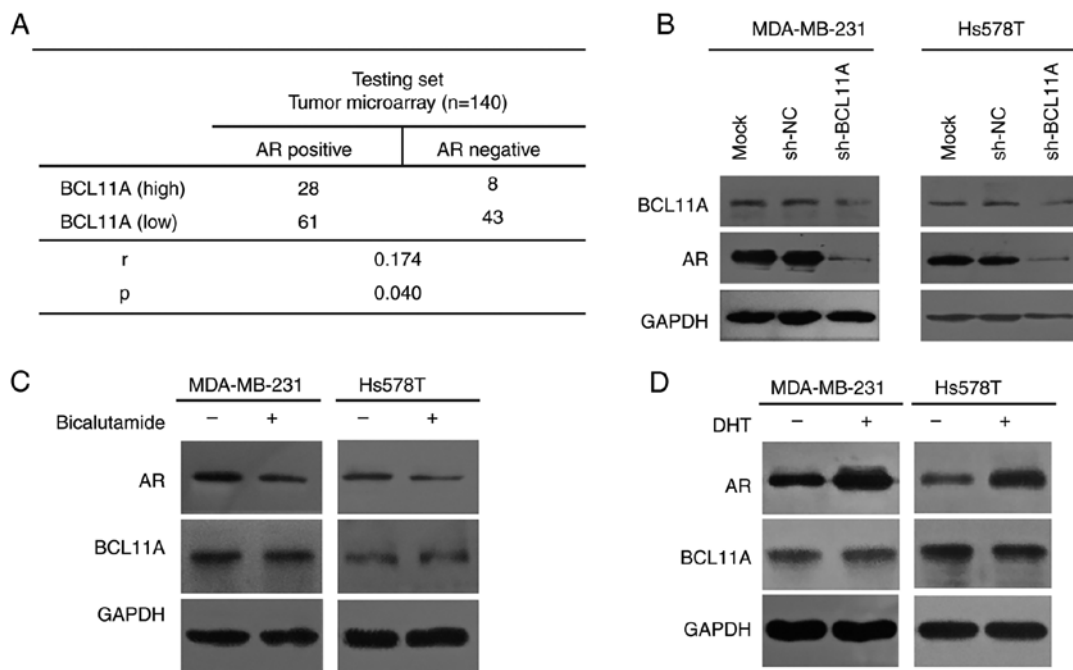 A
Testing set
Tumor microarray (n=140)
AR positive AR negative
BCL11A (high) 28 8
BCL11A (low) 61 43
r 0.174
p 0.040
B
MDA-MB-231 Hs578T
Mock sh-NC sh-BCL11A Mock sh-NC sh-BCL11A
BCL11A
AR
GAPDH
C
MDA-MB-231 Hs578T
Bicalutamide − + − +
AR
BCL11A
GAPDH
D
MDA-MB-231 Hs578T
DHT − + − +
AR
BCL11A
GAPDH